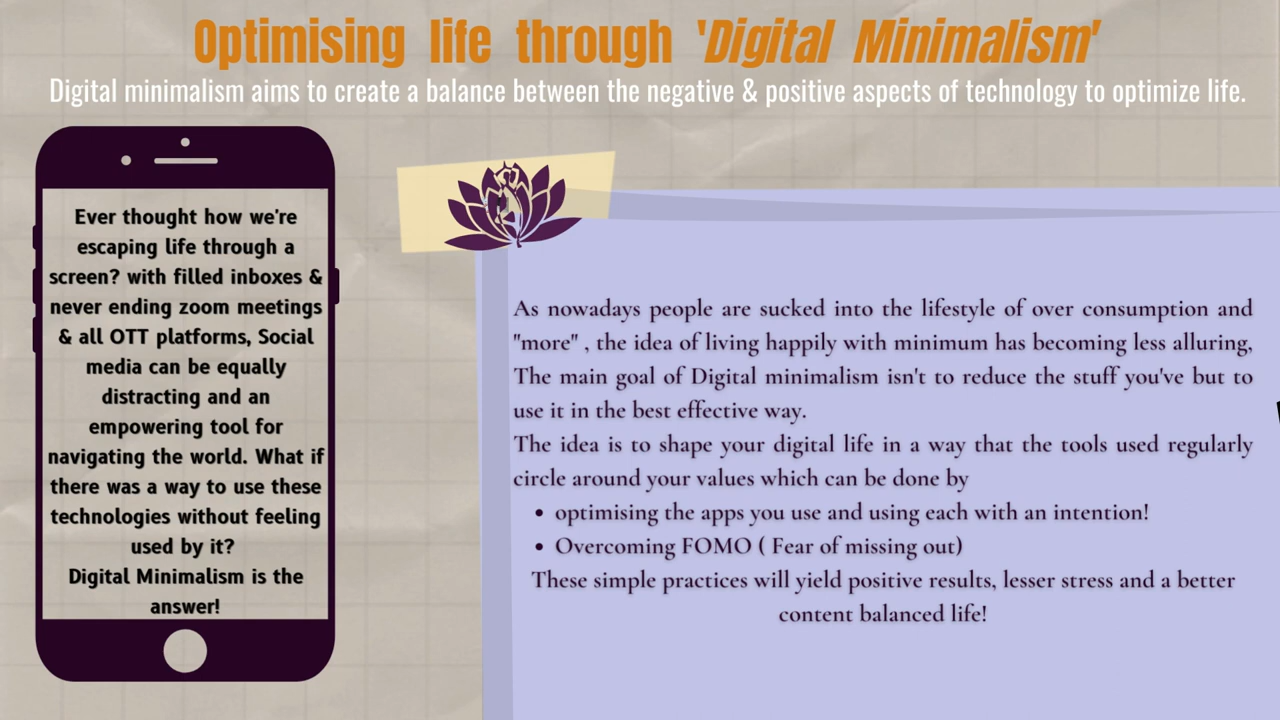 Optimising life through 'Digital Minimalism'
Digital minimalism aims to create a balance between the negative & positive aspects of technology to optimize life.
Ever thought how we're
escaping life through a
screen? with filled inboxes &
never ending zoom meetings
& all OTT platforms, Social
media can be equally
distracting and an
empowering tool for
navigating the world. What if
there was a way to use these
technologies without feeling
used by it?
Digital Minimalism is the
answer!
As nowadays people are sucked into the lifestyle of over consumption and
"more" , the idea of living happily with minimum has becoming less alluring,
The main goal of Digital minimalism isn't to reduce the stuff you've but to
use it in the best effective way.
The idea is to shape your digital life in a way that the tools used regularly
circle around your values which can be done by
• optimising the apps you use and using each with an intention!
• Overcoming FOMO ( Fear of missing out)
These simple practices will yield positive results, lesser stress and a better
content balanced life!